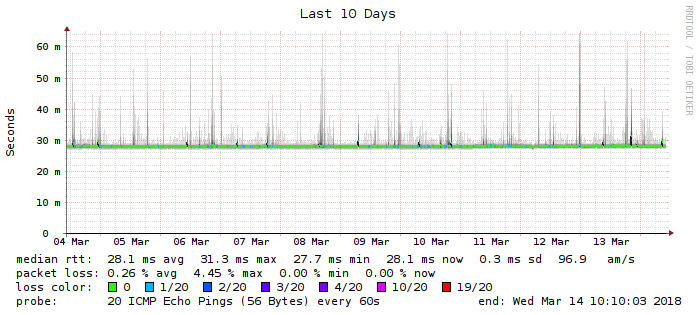 Last 10 Days
RRDTOOL / TOBI OETIKER
Seconds
60 m
50 m
40 m
30 m
20 m
10 m
0
04 Mar 05 Mar 06 Mar 07 Mar 08 Mar 09 Mar 10 Mar 11 Mar 12 Mar 13 Mar
median rtt: 28.1 ms avg 31.3 ms max 27.7 ms min 28.1 ms now 0.3 ms sd 96.9 am/s
packet loss: 0.26 % avg 4.45 % max 0.00 % min 0.00 % now
loss color: 0 1/20 2/20 3/20 4/20 10/20 19/20
probe: 20 ICMP Echo Pings (56 Bytes) every 60s end: Wed Mar 14 10:10:03 2018